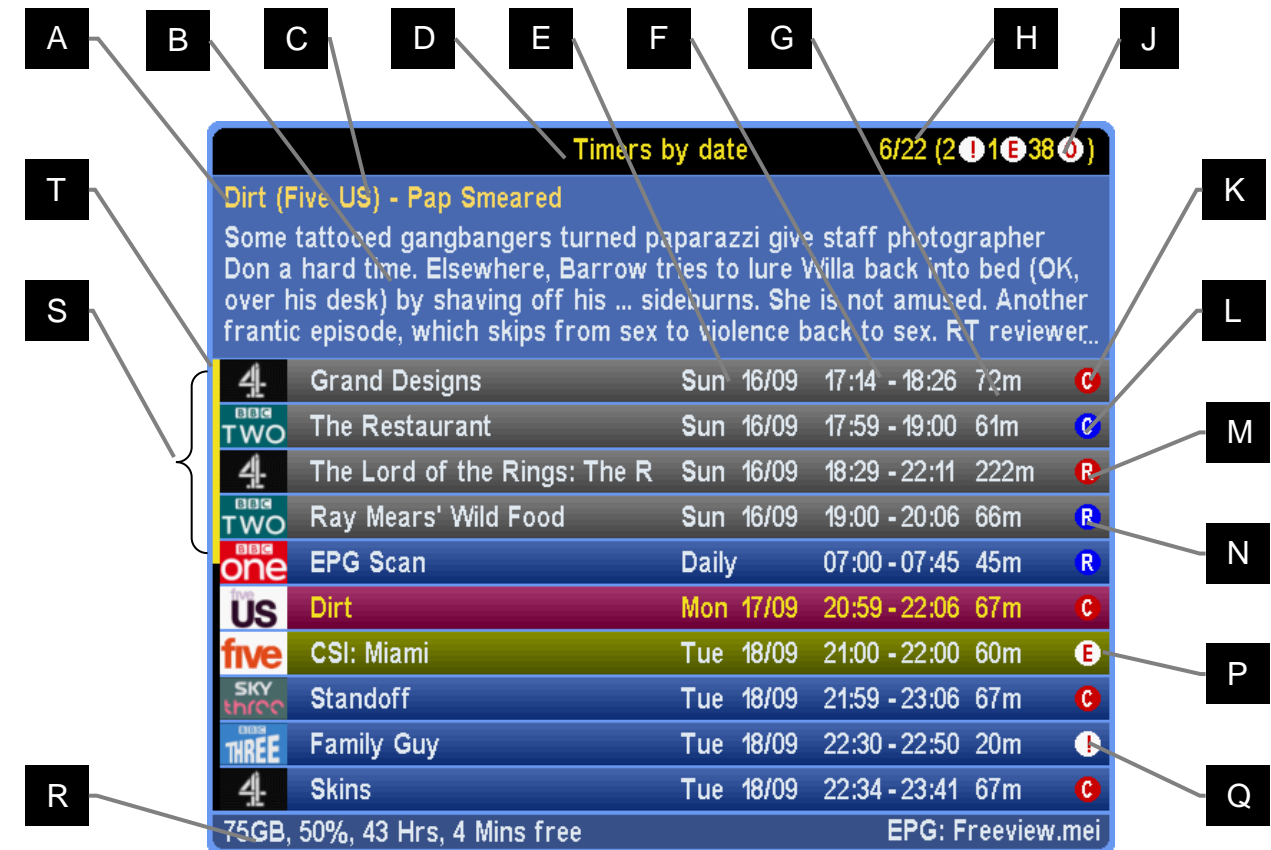 A B C D E F G H J
Timers by date 6/22 (2!1E38O)
T
Dirt (Five US) - Pap Smeared
K
Some tattooed gangbangers turned paparazzi give staff photographer
Don a hard time. Elsewhere, Barrow tries to lure Willa back into bed (OK,
over his desk) by shaving off his ... sideburns. She is not amused. Another
frantic episode, which skips from sex to violence back to sex. RT reviewer...
S
L
4 Grand Designs Sun 16/09 17:14 - 18:26 72m C
BBC TWO The Restaurant Sun 16/09 17:59 - 19:00 61m C
M
4 The Lord of the Rings: The R Sun 16/09 18:29 - 22:11 222m R
BBC TWO Ray Mears' Wild Food Sun 16/09 19:00 - 20:06 66m R
N
BBC one EPG Scan Daily 07:00 - 07:45 45m R
five US Dirt Mon 17/09 20:59 - 22:06 67m C
five CSI: Miami Tue 18/09 21:00 - 22:00 60m E
P
SKY three Standoff Tue 18/09 21:59 - 23:06 67m C
BBC THREE Family Guy Tue 18/09 22:30 - 22:50 20m !
4 Skins Tue 18/09 22:34 - 23:41 67m C
R
Q
75GB, 50%, 43 Hrs, 4 Mins free EPG: Freeview.mei